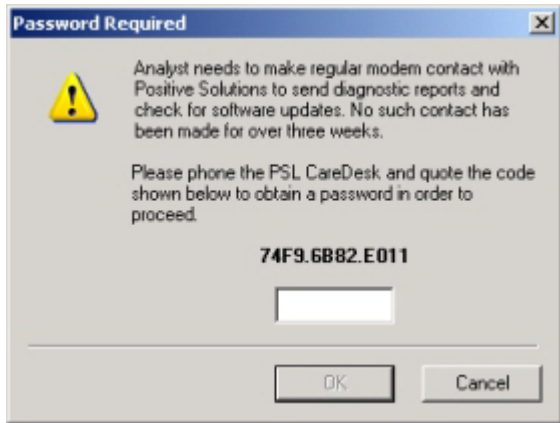 Password Required
Analyst needs to make regular modem contact with
Positive Solutions to send diagnostic reports and
check for software updates. No such contact has
been made for over three weeks.
Please phone the PSL CareDesk and quote the code
shown below to obtain a password in order to
proceed.
74F9.6B82.E011
OK
Cancel